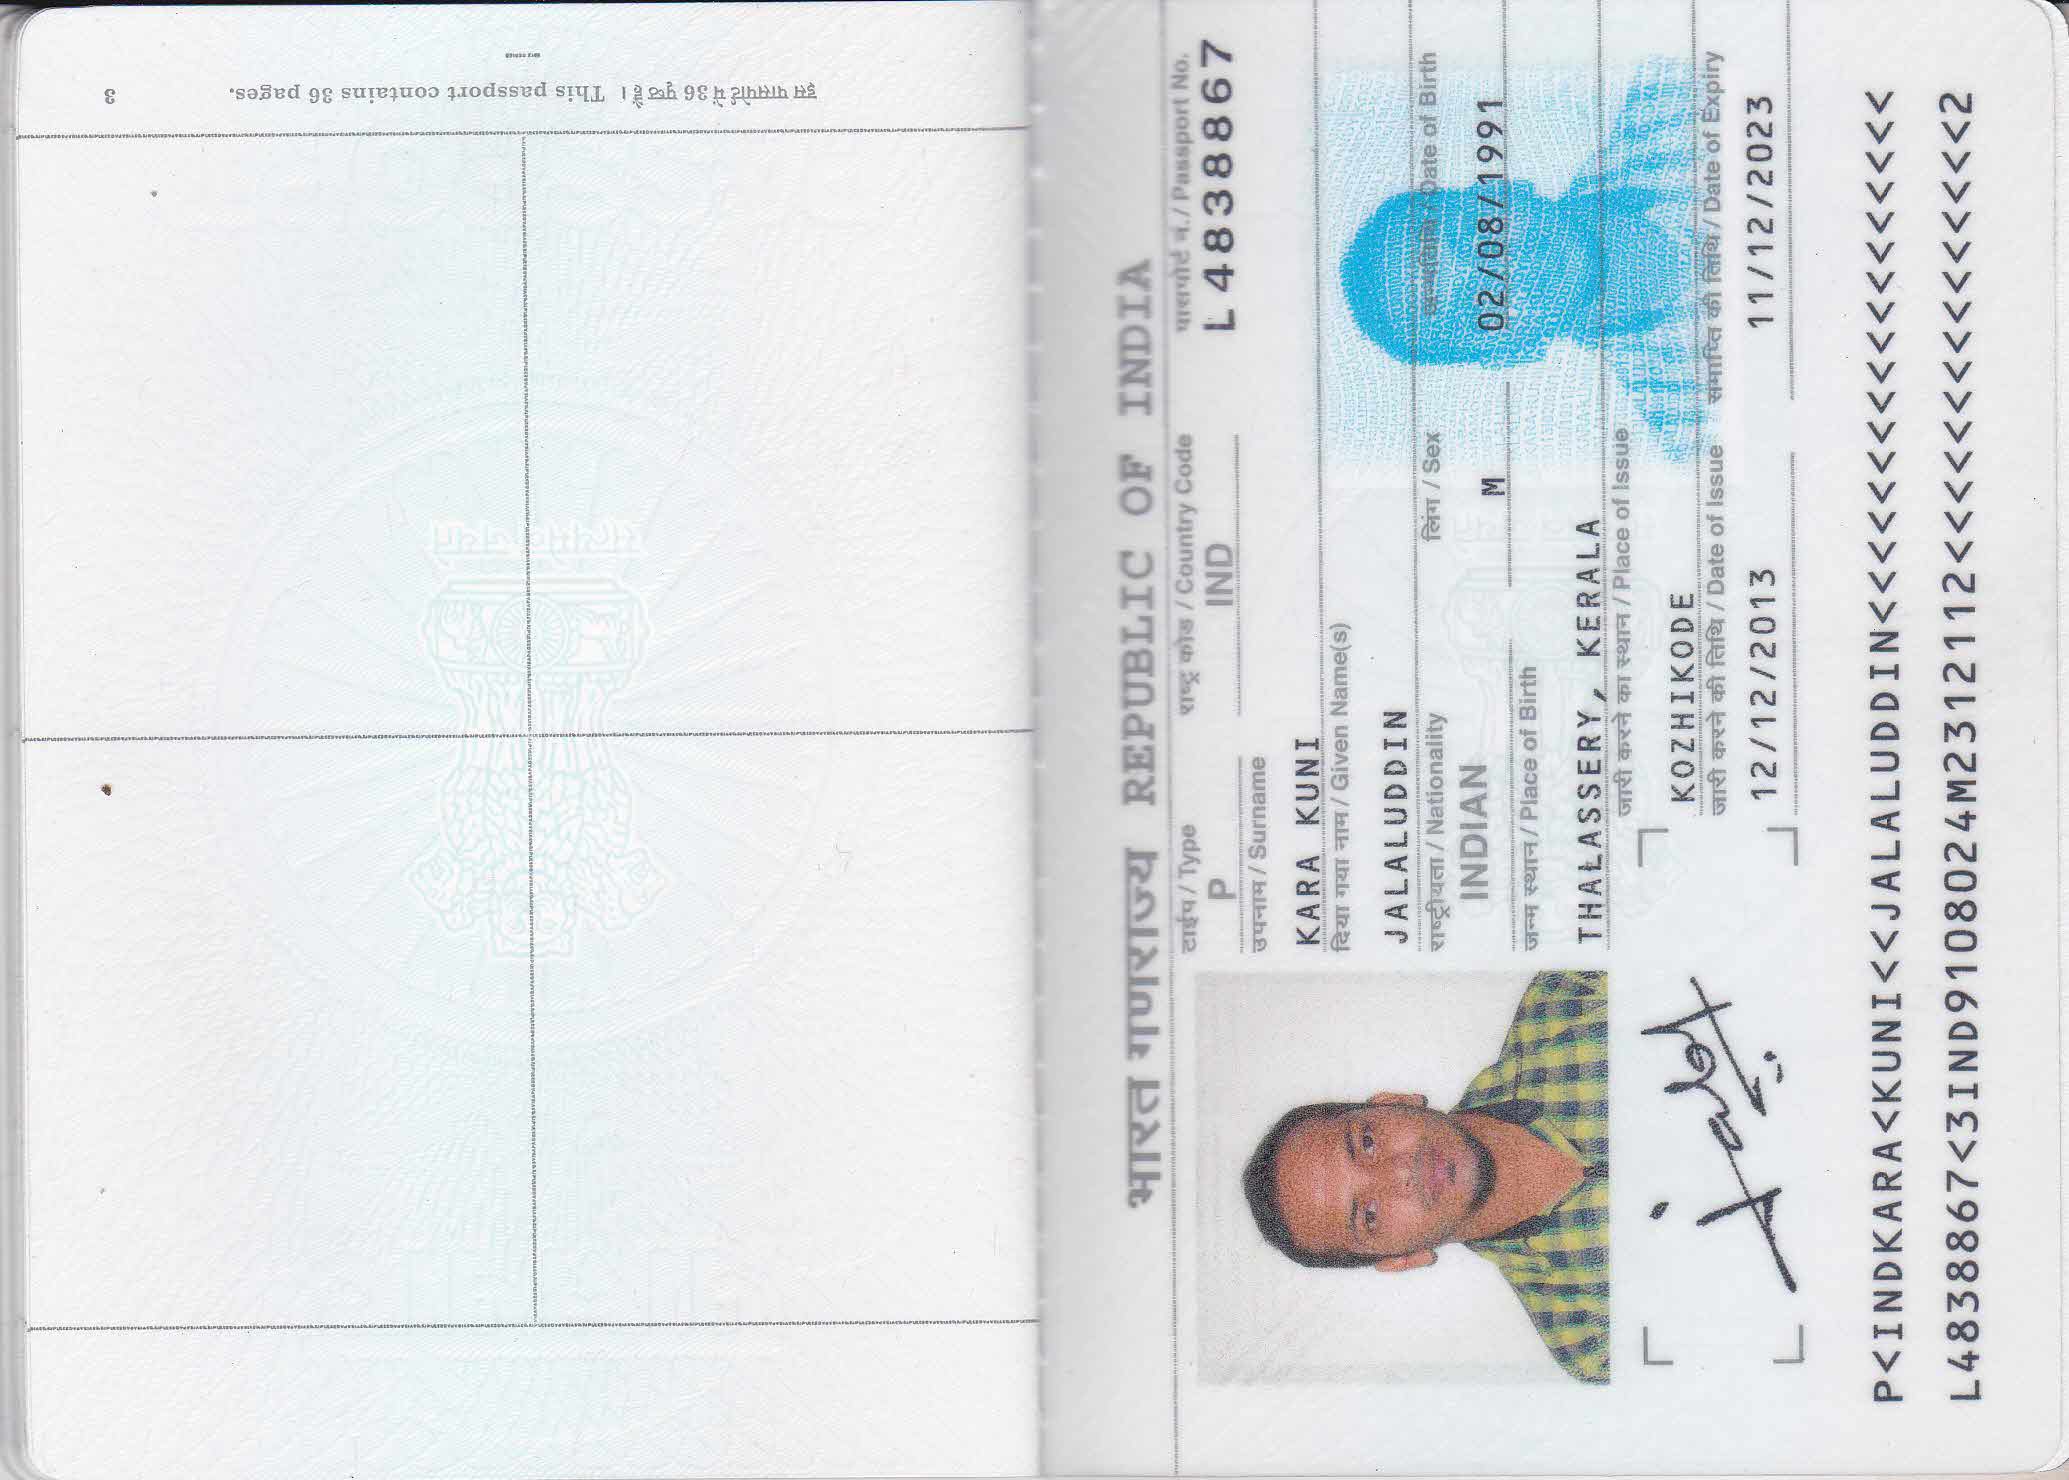 3
इस पासपोर्ट में 36 पृष्ठ हैं। This passport contains 36 pages.
भारत गणराज्य REPUBLIC OF INDIA
टाईप / Type राष्ट्र कोड / Country Code पासपोर्ट नं./ Passport No.
P IND L4838867
उपनाम / Surname
KARA KUNI
दिया गया नाम / Given Name(s)
JALALUDDIN
राष्ट्रीयता / Nationality लिंग / Sex जन्मतिथि / Date of Birth
INDIAN M 02/08/1991
जन्म स्थान / Place of Birth
THALASSERY, KERALA
जारी करने का स्थान / Place of Issue
KOZHIKODE
जारी करने की तिथि / Date of Issue समाप्ति की तिथि / Date of Expiry
12/12/2013 11/12/2023
P<INDKARA<KUNI<<JALALUDDIN<<<<<<<<<<<<<<<<<<
L4838867<3IND9108024M2312112<<<<<<<<<<<<<<<2